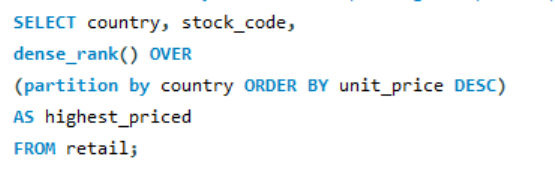 SELECT country, stock_code,
dense_rank() OVER
(partition by country ORDER BY unit_price DESC)
AS highest_priced
FROM retail;